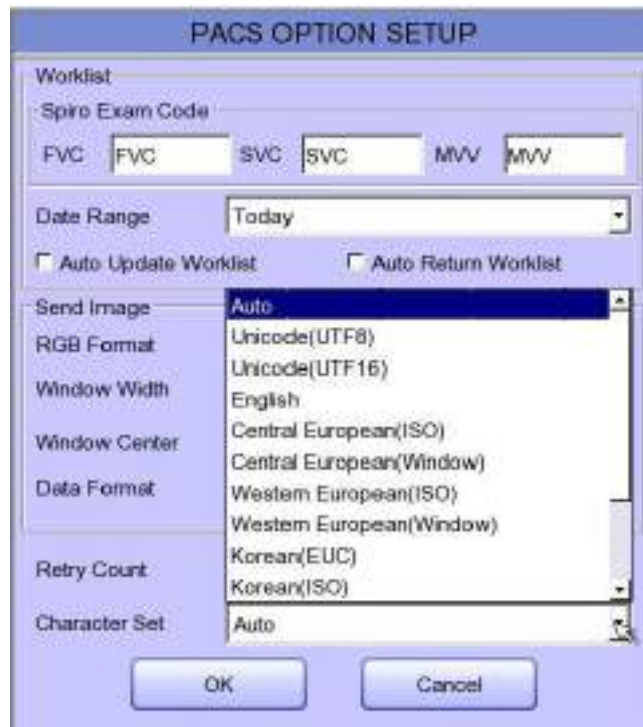 PACS OPTION SETUP
Worklist
Spiro Exam Code
FVC FVC SVC SVC MVV MVV
Date Range Today
Auto Update Worklist Auto Return Worklist
Send Image Auto
RGB Format Unicode(UTF8)
Unicode(UTF16)
Window Width English
Window Center Central European(ISO)
Central European(Window)
Data Format Western European(ISO)
Western European(Window)
Retry Count Korean(EUC)
Korean(ISO)
Character Set Auto
OK Cancel